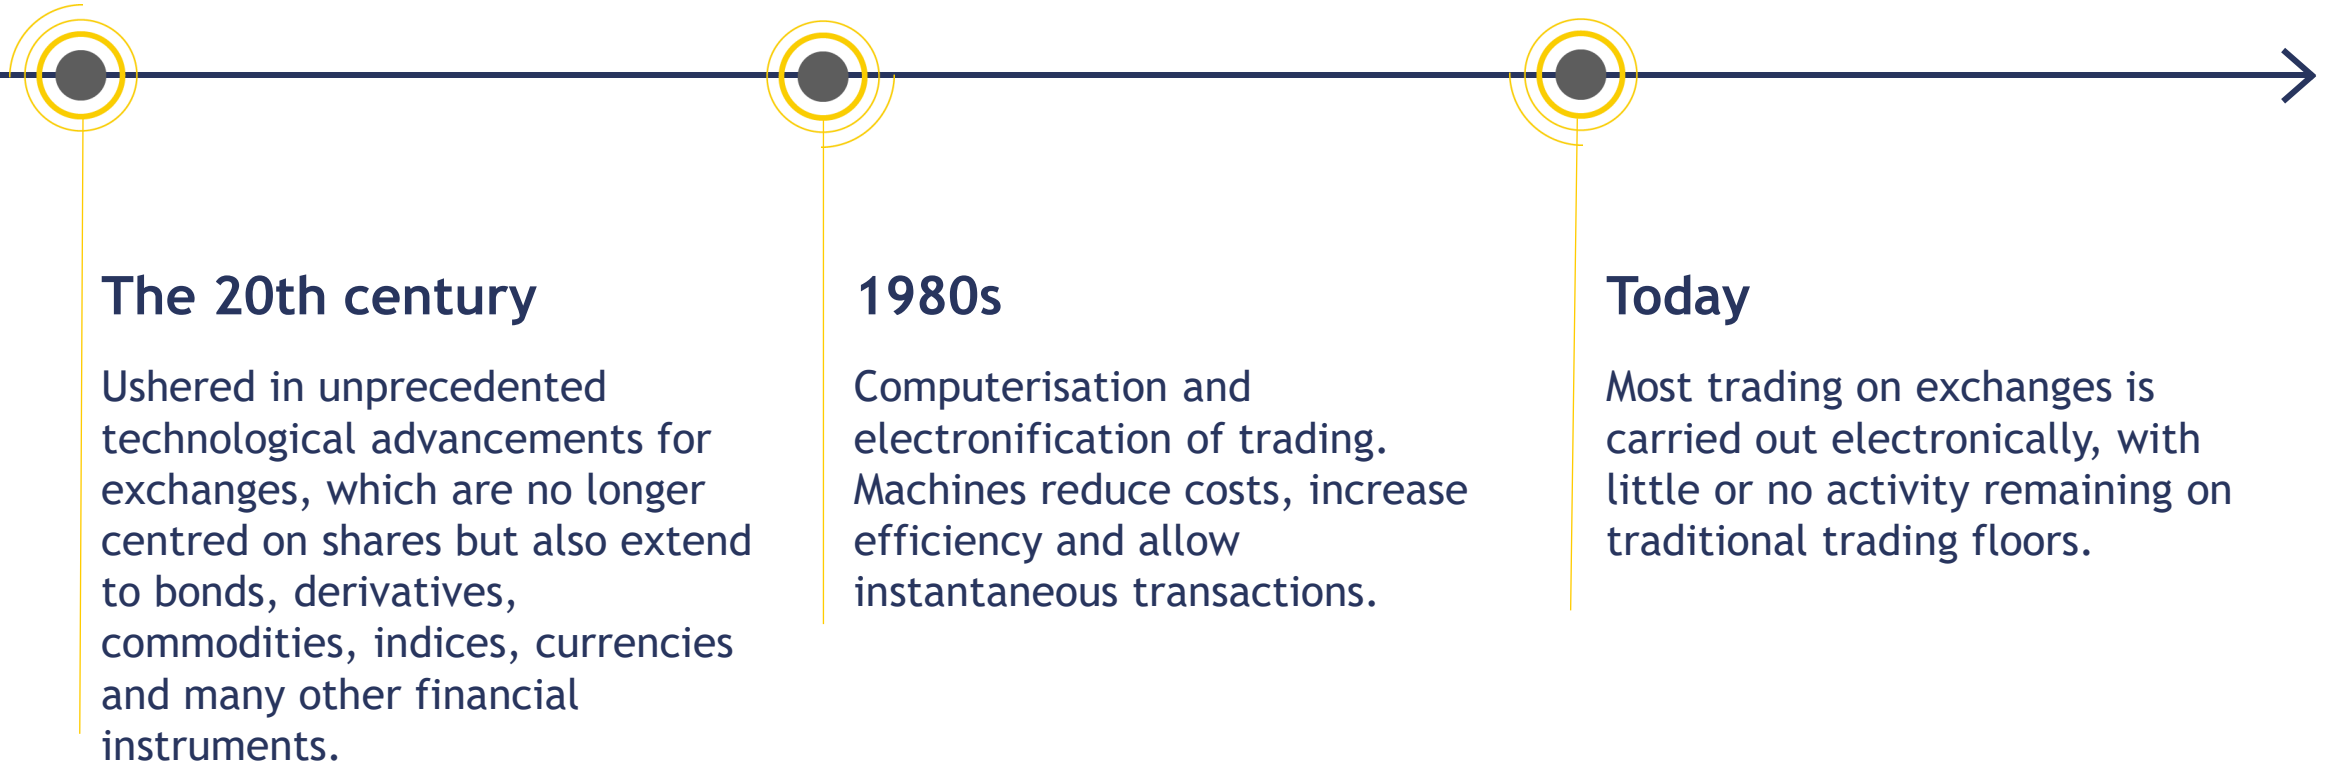 The 20th century
Ushered in unprecedented
technological advancements for
exchanges, which are no longer
centred on shares but also extend
to bonds, derivatives,
commodities, indices, currencies
and many other financial
instruments.
1980s
Computerisation and
electronification of trading.
Machines reduce costs, increase
efficiency and allow
instantaneous transactions.
Today
Most trading on exchanges is
carried out electronically, with
little or no activity remaining on
traditional trading floors.